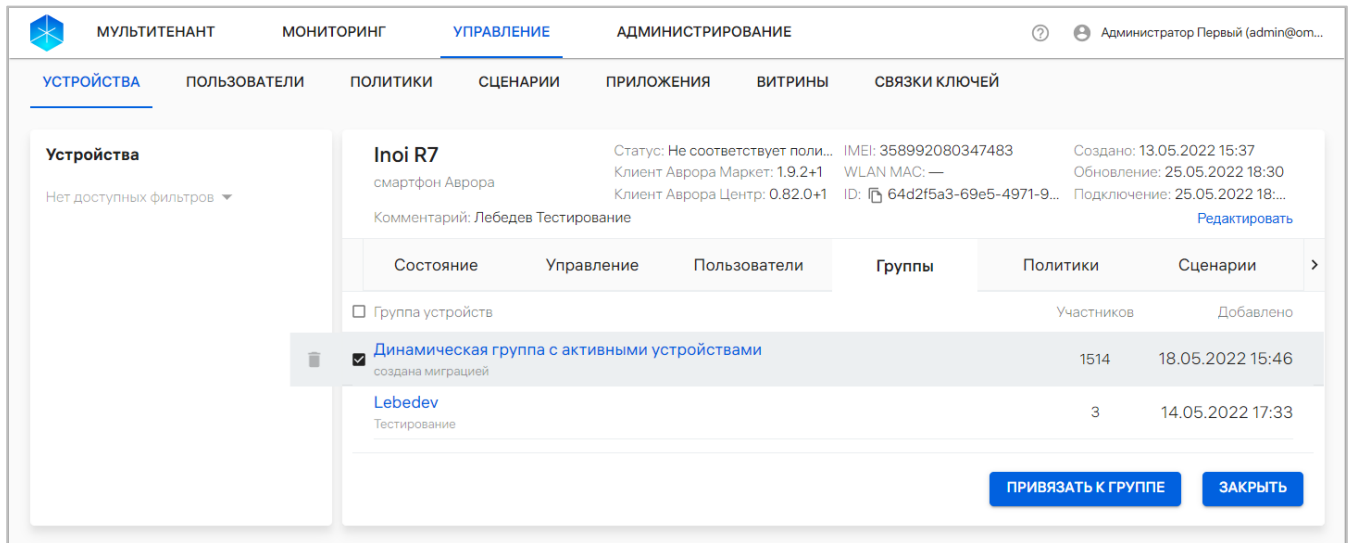 МУЛЬТИТЕНАНТ МОНИТОРИНГ УПРАВЛЕНИЕ АДМИНИСТРИРОВАНИЕ ? Администратор Первый (admin@om...
УСТРОЙСТВА ПОЛЬЗОВАТЕЛИ ПОЛИТИКИ СЦЕНАРИИ ПРИЛОЖЕНИЯ ВИТРИНЫ СВЯЗКИ КЛЮЧЕЙ
Устройства
Нет доступных фильтров
Inoi R7
смартфон Аврора
Статус: Не соответствует поли...
Клиент Аврора Маркет: 1.9.2+1
Клиент Аврора Центр: 0.82.0+1
IMEI: 358992080347483
WLAN MAC: —
ID: 64d2f5a3-69e5-4971-9...
Создано: 13.05.2022 15:37
Обновление: 25.05.2022 18:30
Подключение: 25.05.2022 18:...
Комментарий: Лебедев Тестирование
Редактировать
Состояние Управление Пользователи Группы Политики Сценарии
Группа устройств Участников Добавлено
Динамическая группа с активными устройствами 1514 18.05.2022 15:46
создана миграцией
Lebedev 3 14.05.2022 17:33
Тестирование
ПРИВЯЗАТЬ К ГРУППЕ ЗАКРЫТЬ